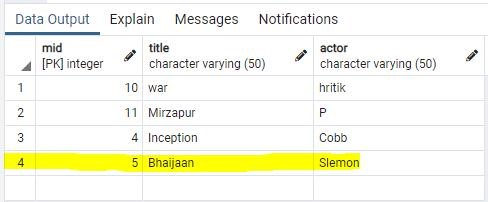 Data Output Explain Messages Notifications
mid title actor
[PK] integer character varying (50) character varying (50)
1 10 war hritik
2 11 Mirzapur P
3 4 Inception Cobb
4 5 Bhaijaan Slemon